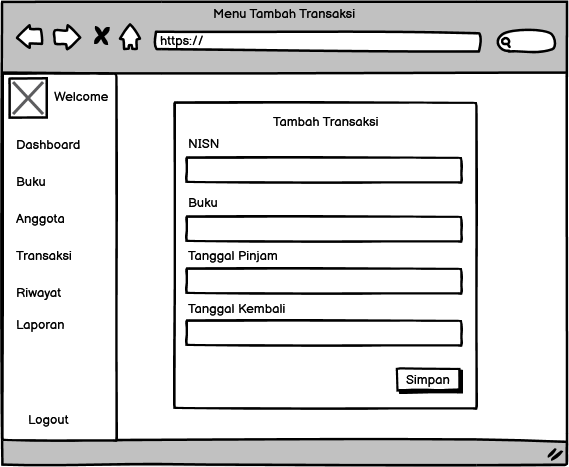 Menu Tambah Transaksi
https://
Welcome
Dashboard
Buku
Anggota
Transaksi
Riwayat
Laporan
Logout
Tambah Transaksi
NISN
Buku
Tanggal Pinjam
Tanggal Kembali
Simpan